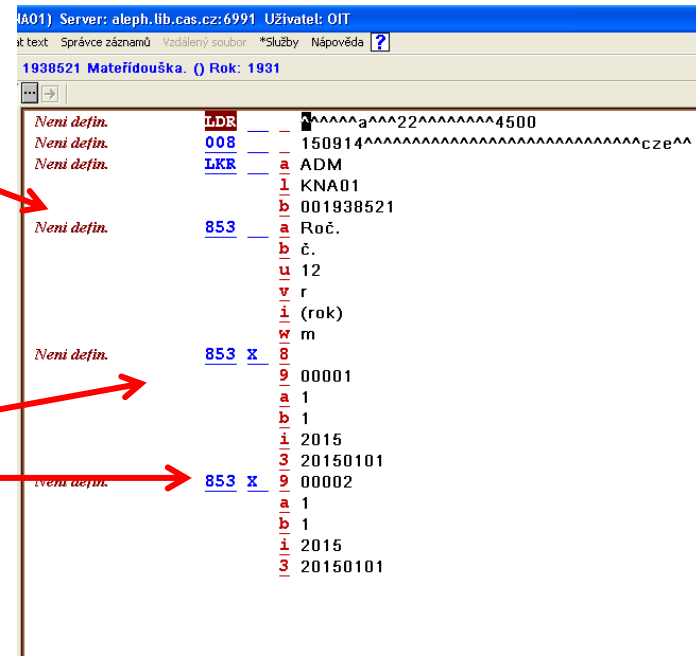 NA01) Server: aleph.lib.cas.cz:6991 Uživatel: OIT
at text Správce záznamů Vzdálený soubor *Služby Nápověda ?
1938521 Mateřídouška. () Rok: 1931
Neni defin. LDR ^^^^^^a^^^22^^^^^^^^4500
Neni defin. 008 150914^^^^^^^^^^^^^^^^^^^^^^^^^^^^^cze^^
Neni defin. LKR a ADM
l KNA01
b 001938521
Neni defin. 853 a Roč.
b č.
u 12
v r
i (rok)
w m
Neni defin. 853 X 8
9 00001
a 1
b 1
i 2015
3 20150101
Neni defin. 853 X 9 00002
a 1
b 1
i 2015
3 20150101